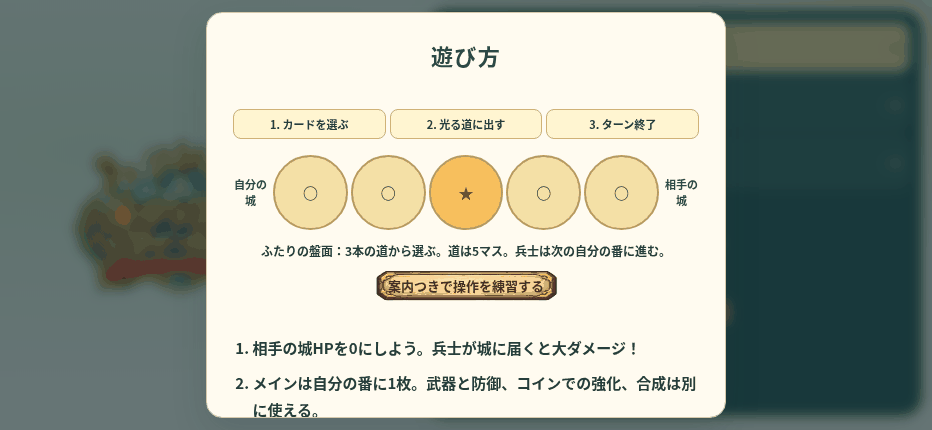 遊び方
1. カードを選ぶ
2. 光る道に出す
3. ターン終了
自分の
城
○ ○ ★ ○ ○
相手の
城
ふたりの盤面：3本の道から選ぶ。道は5マス。兵士は次の自分の番に進む。
案内つきで操作を練習する
1. 相手の城HPを0にしよう。兵士が城に届くと大ダメージ！
2. メインは自分の番に1枚。武器と防御、コインでの強化、合成は別
に使える。